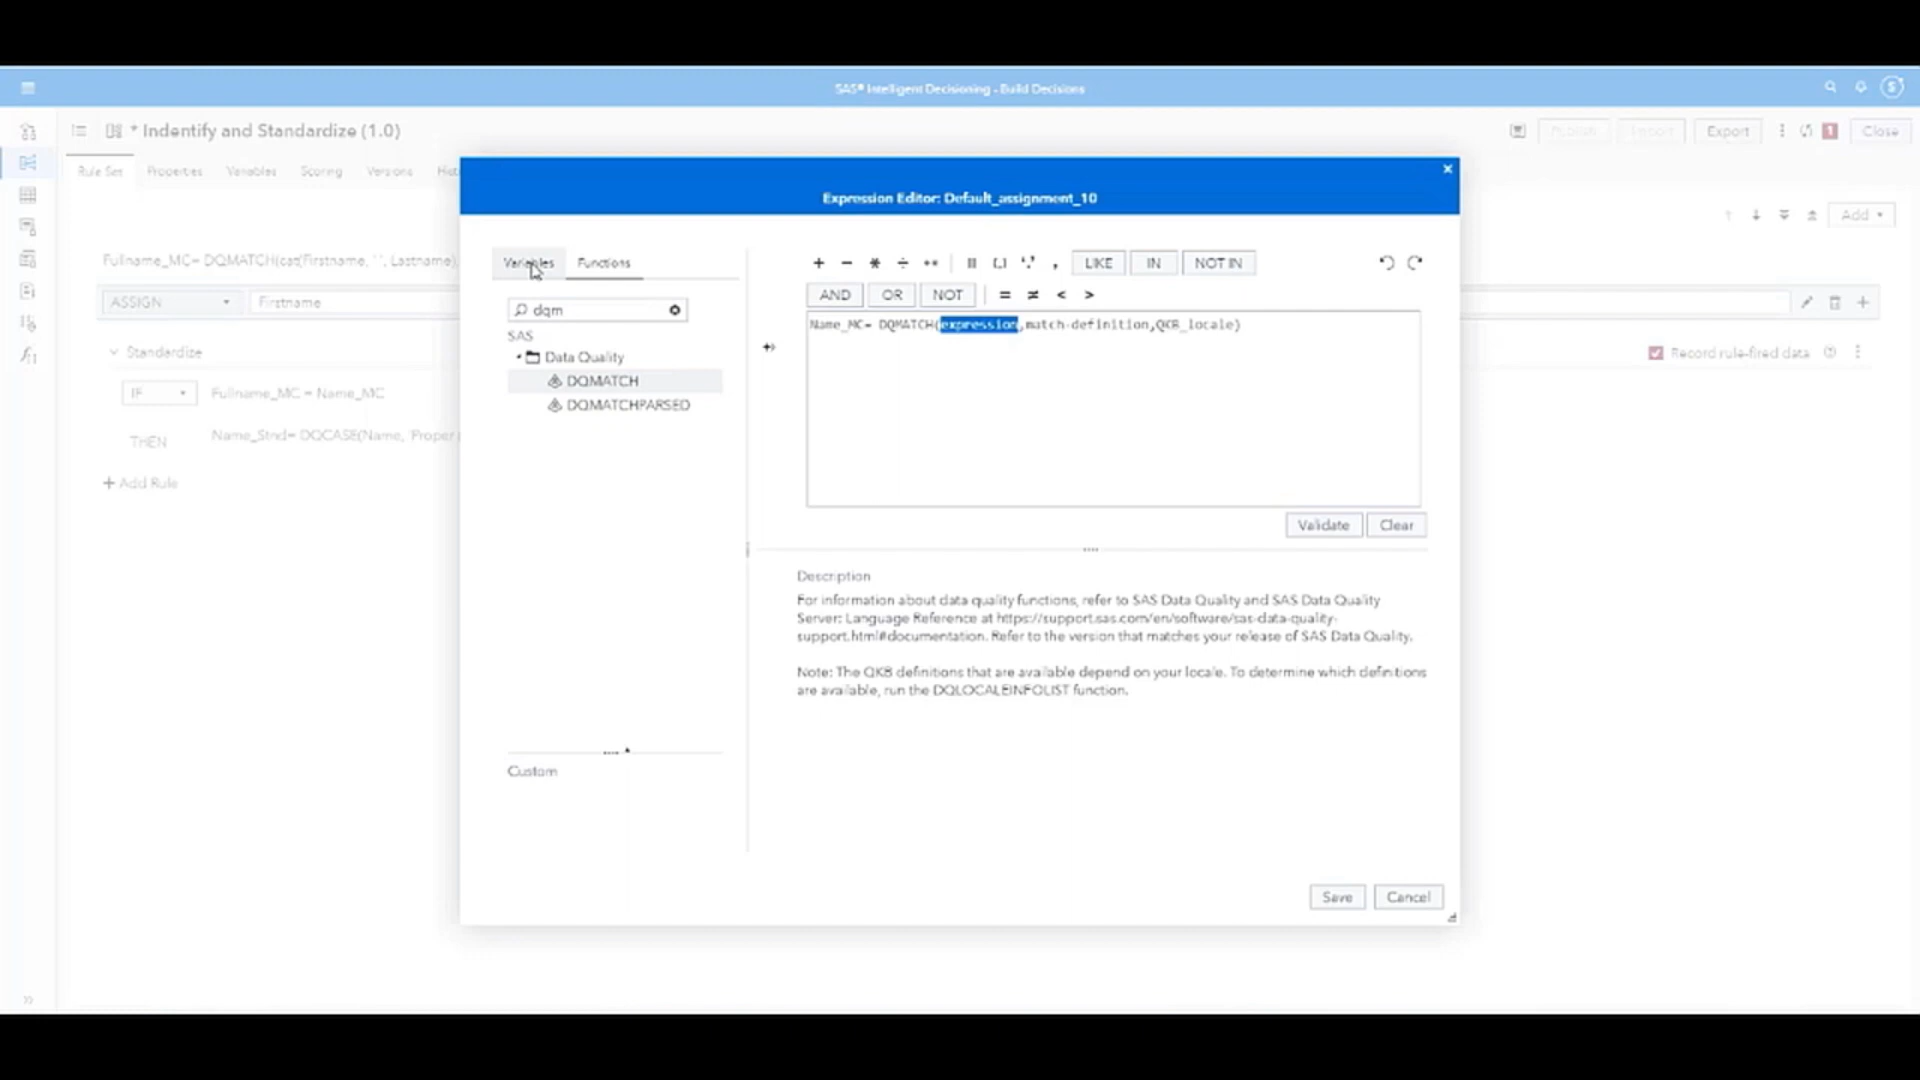 SAS® Intelligent Decisioning - Build Decisions
S
* Indentify and Standardize (1.0)
Publish Import Export 1 Close
Rule Set Properties Variables Scoring Versions
Add
Fullname_MC= DQMATCH(cat(Firstname, ' ', Lastname),
ASSIGN Firstname
Standardize
Record rule-fired data
IF Fullname_MC = Name_MC
THEN Name_Stnd= DQCASE(Name, 'Proper
+ Add Rule
Expression Editor: Default_assignment_10
Variables Functions
dqm
SAS
Data Quality
DQMATCH
DQMATCHPARSED
Custom
+ − * ÷ ** || (,) ',' , LIKE IN NOT IN
AND OR NOT = ≠ < >
Name_MC= DQMATCH(expression,match-definition,QKB_locale)
Validate Clear
Description
For information about data quality functions, refer to SAS Data Quality and SAS Data Quality
Server: Language Reference at https://support.sas.com/en/software/sas-data-quality-
support.html#documentation. Refer to the version that matches your release of SAS Data Quality.
Note: The QKB definitions that are available depend on your locale. To determine which definitions
are available, run the DQLOCALEINFOLIST function.
Save Cancel